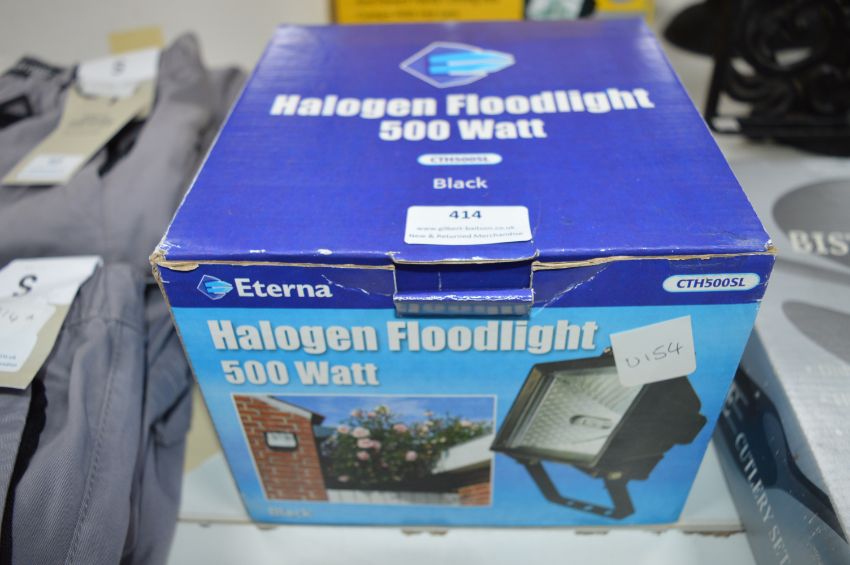 Halogen Floodlight
500 Watt
CTH500SL
Black
414
www.gilbert-baitson.co.uk
New & Returned Merchandise
Eterna
CTH500SL
Halogen Floodlight
500 Watt
U154
Black
S
S
BIST
CUTLERY SET